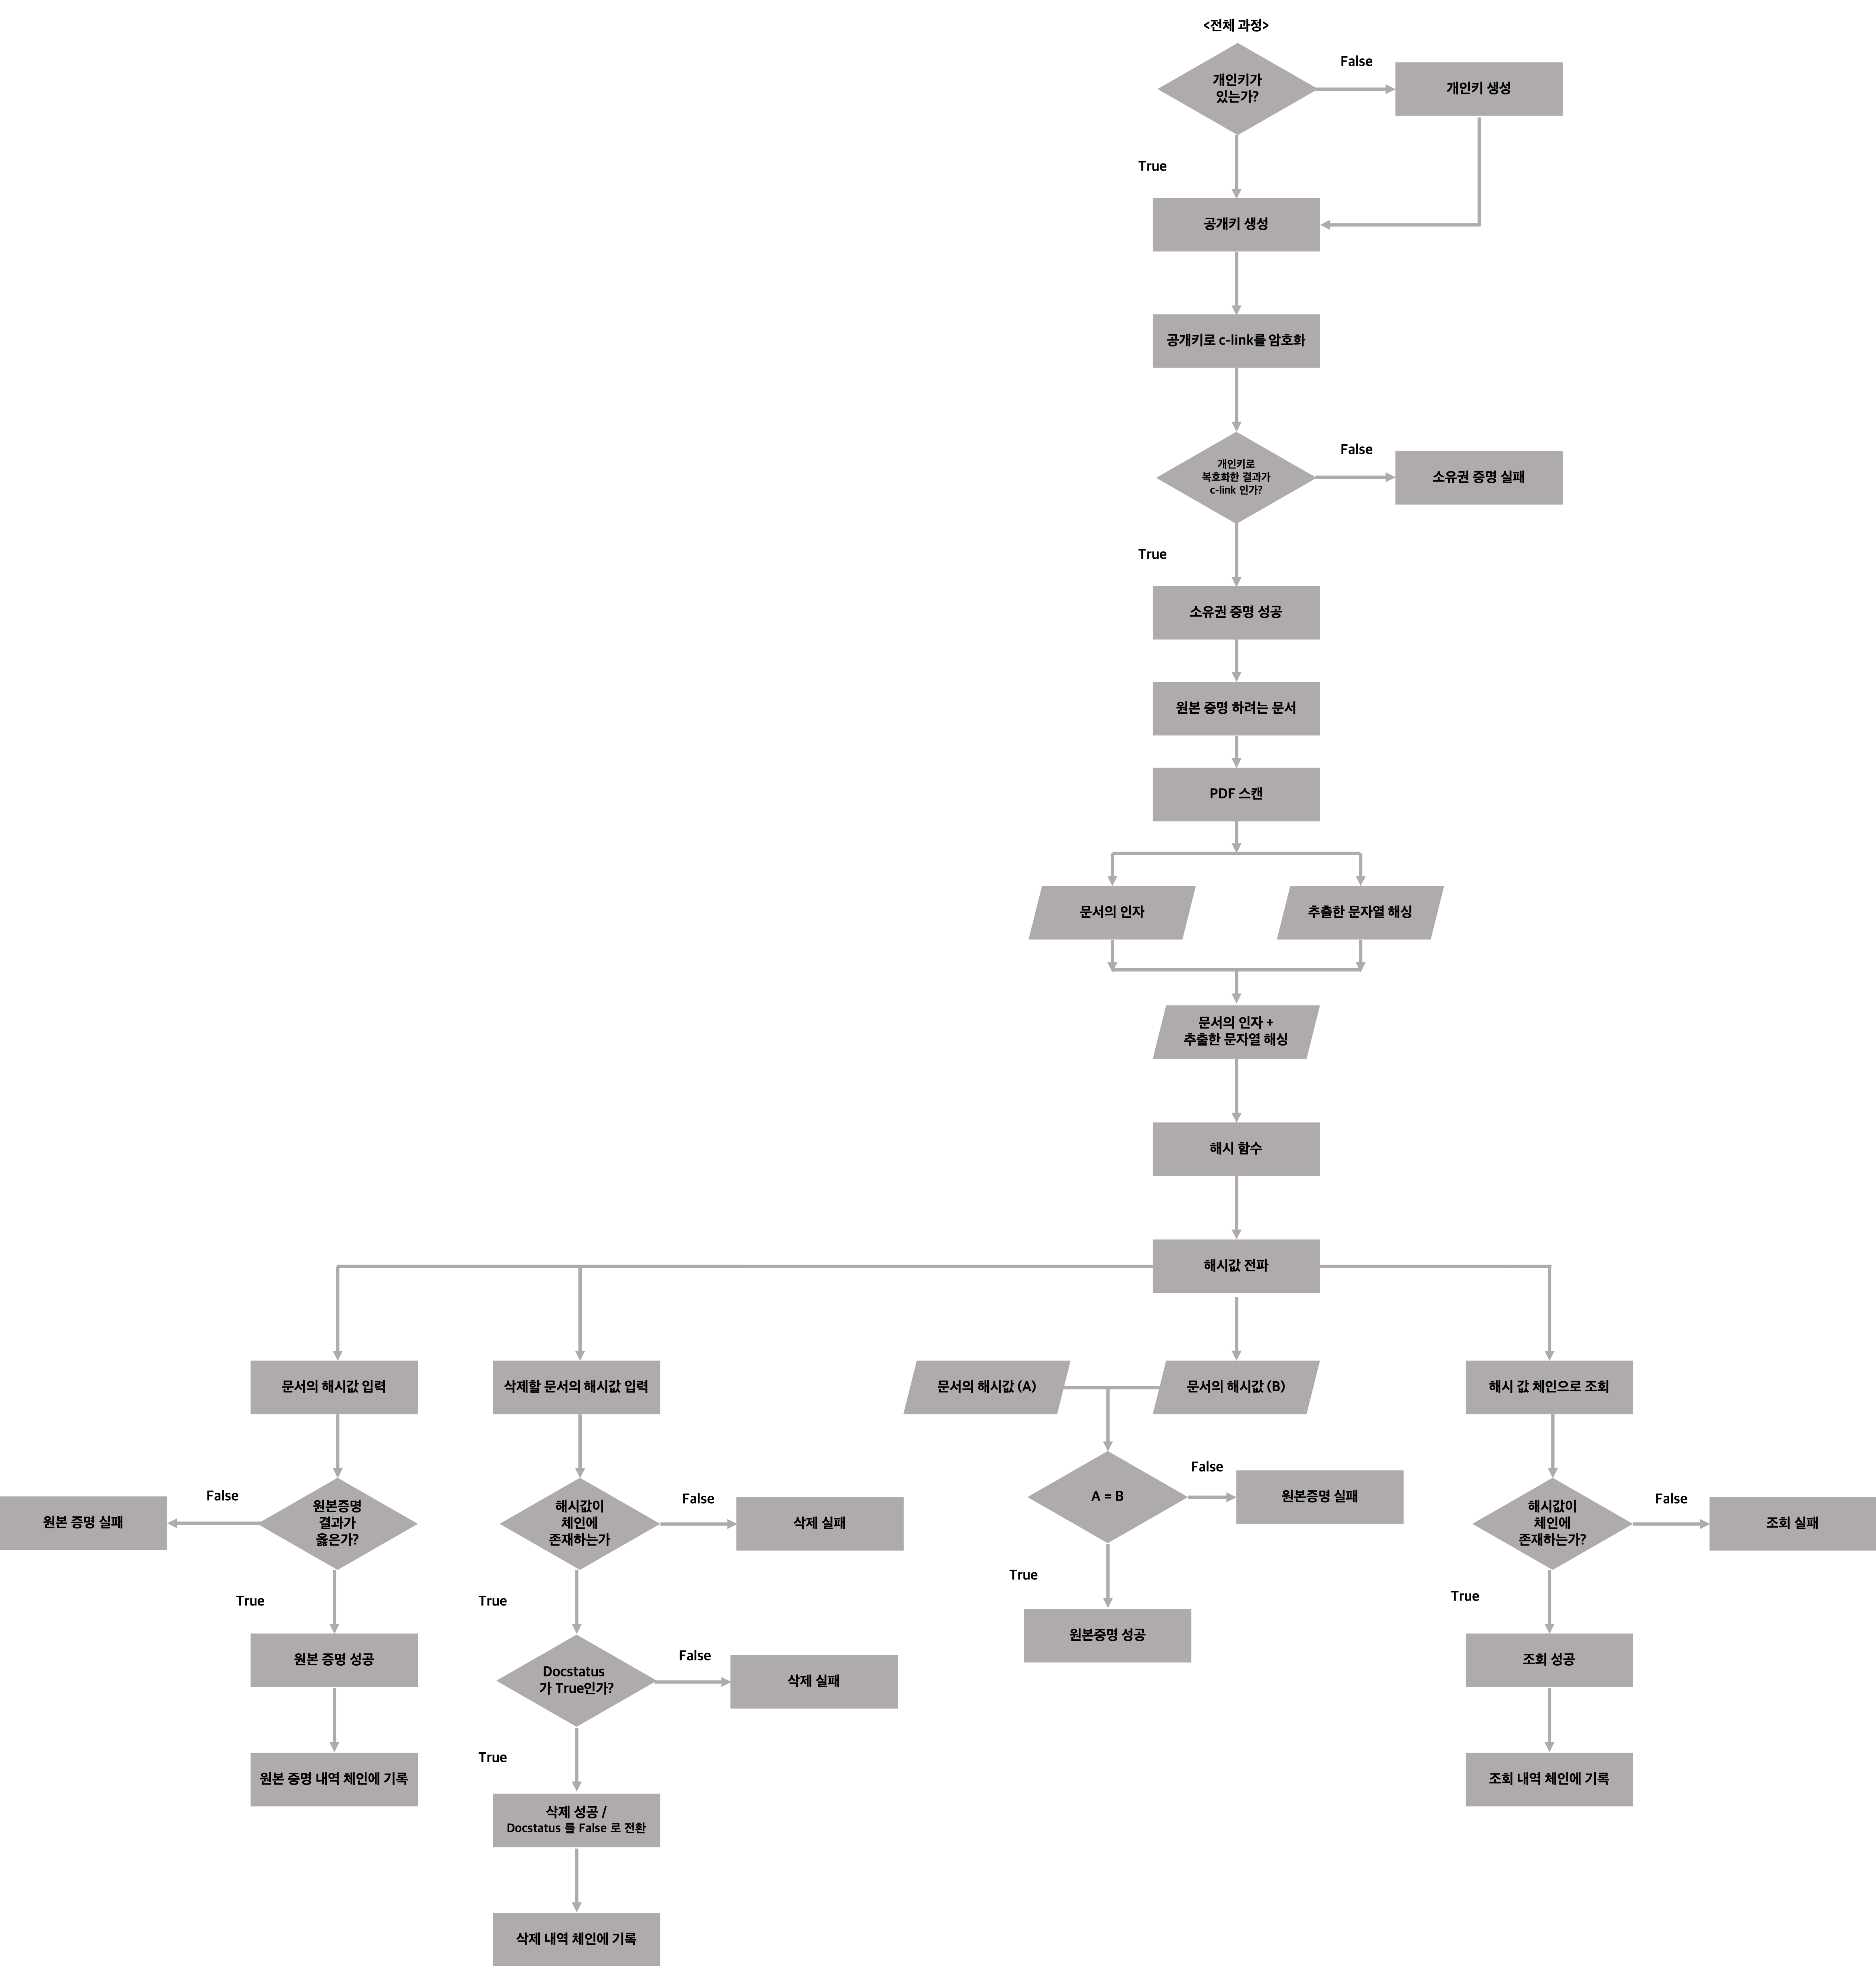 <전체 과정>
개인키가
있는가?
False
개인키 생성
True
공개키 생성
공개키로 c-link를 암호화
개인키로
복호화한 결과가
c-link 인가?
False
소유권 증명 실패
True
소유권 증명 성공
원본 증명 하려는 문서
PDF 스캔
문서의 인자
추출한 문자열 해싱
문서의 인자 +
추출한 문자열 해싱
해시 함수
해시값 전파
문서의 해시값 입력
원본증명
결과가
옳은가?
False
원본 증명 실패
True
원본 증명 성공
원본 증명 내역 체인에 기록
삭제할 문서의 해시값 입력
해시값이
체인에
존재하는가
False
삭제 실패
True
Docstatus
가 True인가?
False
삭제 실패
True
삭제 성공 /
Docstatus 를 False 로 전환
삭제 내역 체인에 기록
문서의 해시값 (A)
문서의 해시값 (B)
A = B
False
원본증명 실패
True
원본증명 성공
해시 값 체인으로 조회
해시값이
체인에
존재하는가?
False
조회 실패
True
조회 성공
조회 내역 체인에 기록